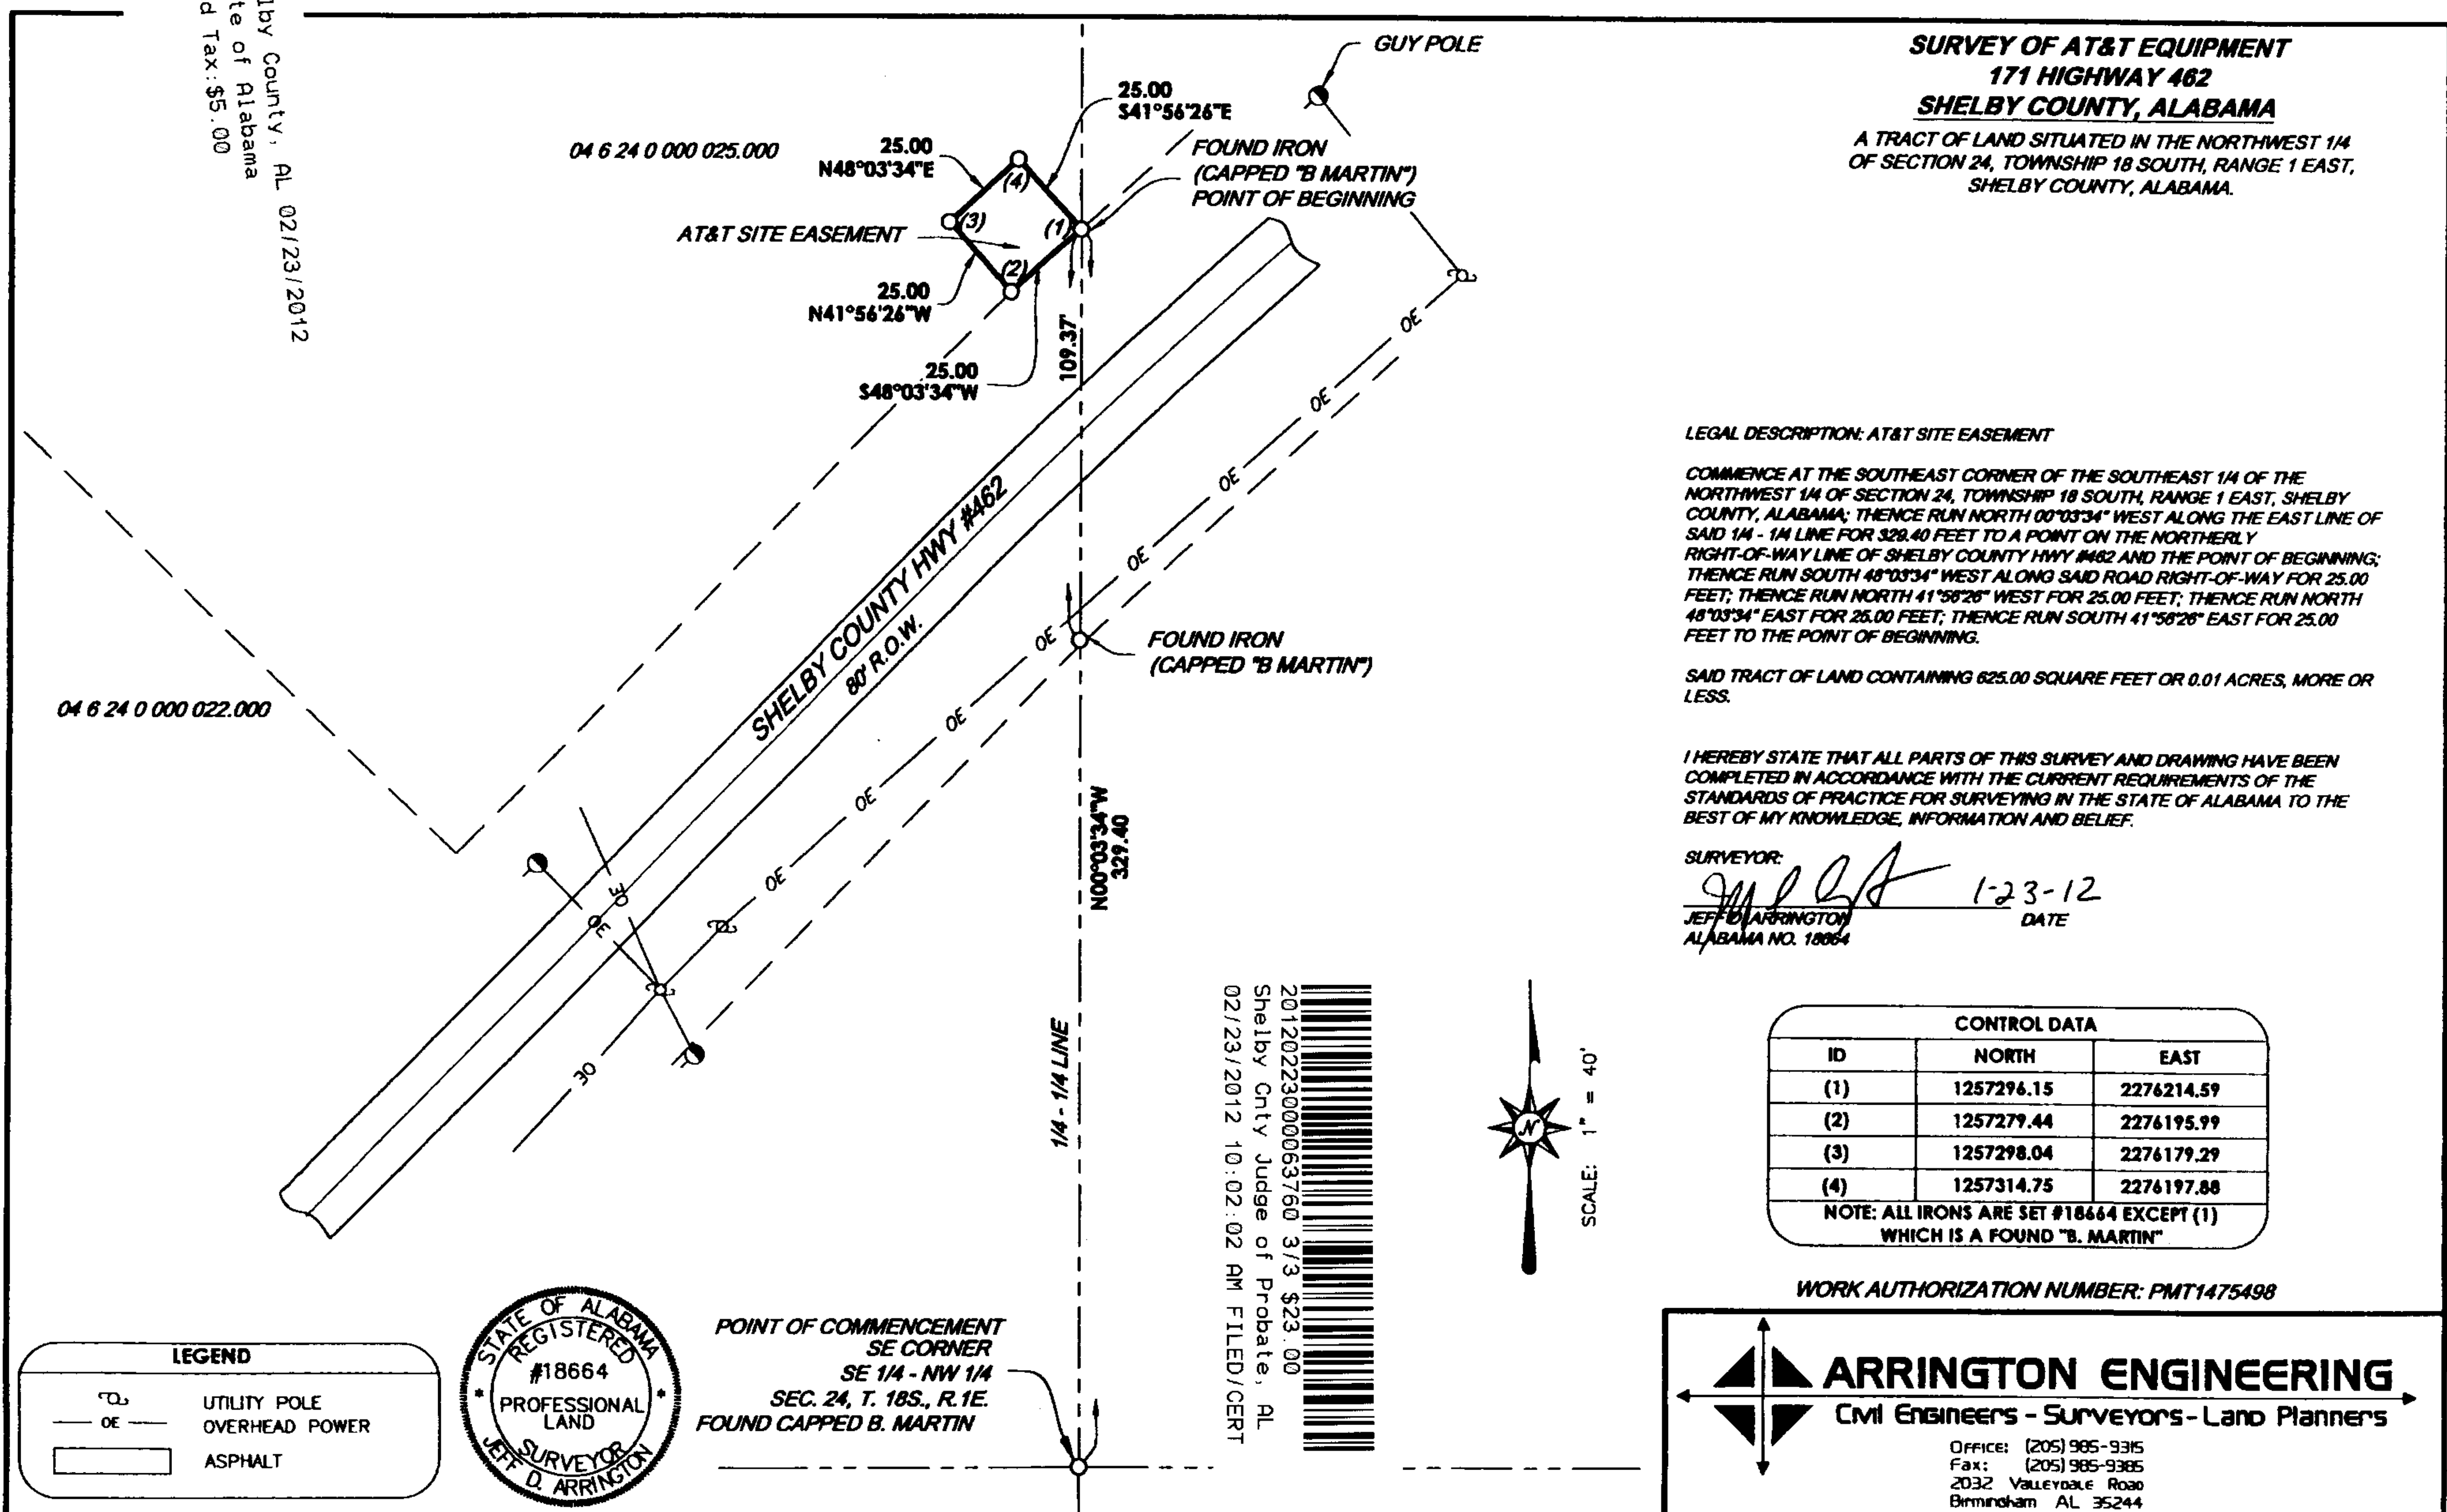 lby County, AL 02/23/2012
te of Alabama
d Tax:$5.00
GUY POLE
25.00
S41°56'26"E
04 6 24 0 000 025.000
25.00
N48°03'34"E
FOUND IRON
(CAPPED "B MARTIN")
POINT OF BEGINNING
(4)
(3)
(1)
(2)
AT&T SITE EASEMENT
25.00
N41°56'26"W
25.00
S48°03'34"W
109.37'
OE
OE
OE
OE
OE
OE
OE
OE
OE
OE
OE
OE
SHELBY COUNTY HWY #462
80' R.O.W.
FOUND IRON
(CAPPED "B MARTIN")
04 6 24 0 000 022.000
N00°03'34"W
329.40
1/4 - 1/4 LINE
SURVEY OF AT&T EQUIPMENT
171 HIGHWAY 462
SHELBY COUNTY, ALABAMA
A TRACT OF LAND SITUATED IN THE NORTHWEST 1/4
OF SECTION 24, TOWNSHIP 18 SOUTH, RANGE 1 EAST,
SHELBY COUNTY, ALABAMA.
LEGAL DESCRIPTION: AT&T SITE EASEMENT
COMMENCE AT THE SOUTHEAST CORNER OF THE SOUTHEAST 1/4 OF THE
NORTHWEST 1/4 OF SECTION 24, TOWNSHIP 18 SOUTH, RANGE 1 EAST, SHELBY
COUNTY, ALABAMA; THENCE RUN NORTH 00°03'34" WEST ALONG THE EAST LINE OF
SAID 1/4 - 1/4 LINE FOR 329.40 FEET TO A POINT ON THE NORTHERLY
RIGHT-OF-WAY LINE OF SHELBY COUNTY HWY #462 AND THE POINT OF BEGINNING;
THENCE RUN SOUTH 48°03'34" WEST ALONG SAID ROAD RIGHT-OF-WAY FOR 25.00
FEET; THENCE RUN NORTH 41°56'26" WEST FOR 25.00 FEET; THENCE RUN NORTH
48°03'34" EAST FOR 25.00 FEET; THENCE RUN SOUTH 41°56'26" EAST FOR 25.00
FEET TO THE POINT OF BEGINNING.
SAID TRACT OF LAND CONTAINING 625.00 SQUARE FEET OR 0.01 ACRES, MORE OR
LESS.
I HEREBY STATE THAT ALL PARTS OF THIS SURVEY AND DRAWING HAVE BEEN
COMPLETED IN ACCORDANCE WITH THE CURRENT REQUIREMENTS OF THE
STANDARDS OF PRACTICE FOR SURVEYING IN THE STATE OF ALABAMA TO THE
BEST OF MY KNOWLEDGE, INFORMATION AND BELIEF.
SURVEYOR:
1-23-12
JEFF D ARRINGTON
DATE
ALABAMA NO. 18664
20120223000063760 3/3 $23.00
Shelby Cnty Judge of Probate, AL
02/23/2012 10:02:02 AM FILED/CERT
N
SCALE: 1" = 40'
CONTROL DATA
ID NORTH EAST
(1) 1257296.15 2276214.59
(2) 1257279.44 2276195.99
(3) 1257298.04 2276179.29
(4) 1257314.75 2276197.88
NOTE: ALL IRONS ARE SET #18664 EXCEPT (1)
WHICH IS A FOUND "B. MARTIN"
WORK AUTHORIZATION NUMBER: PMT1475498
LEGEND
UTILITY POLE
OE OVERHEAD POWER
ASPHALT
STATE OF ALABAMA
REGISTERED
#18664
PROFESSIONAL
LAND
SURVEYOR
JEFF D. ARRINGTON
POINT OF COMMENCEMENT
SE CORNER
SE 1/4 - NW 1/4
SEC. 24, T. 18S., R.1E.
FOUND CAPPED B. MARTIN
ARRINGTON ENGINEERING
Civil Engineers - Surveyors - Land Planners
Office: (205) 985-9315
Fax: (205) 985-9385
2032 Valleydale Road
Birmingham AL 35244